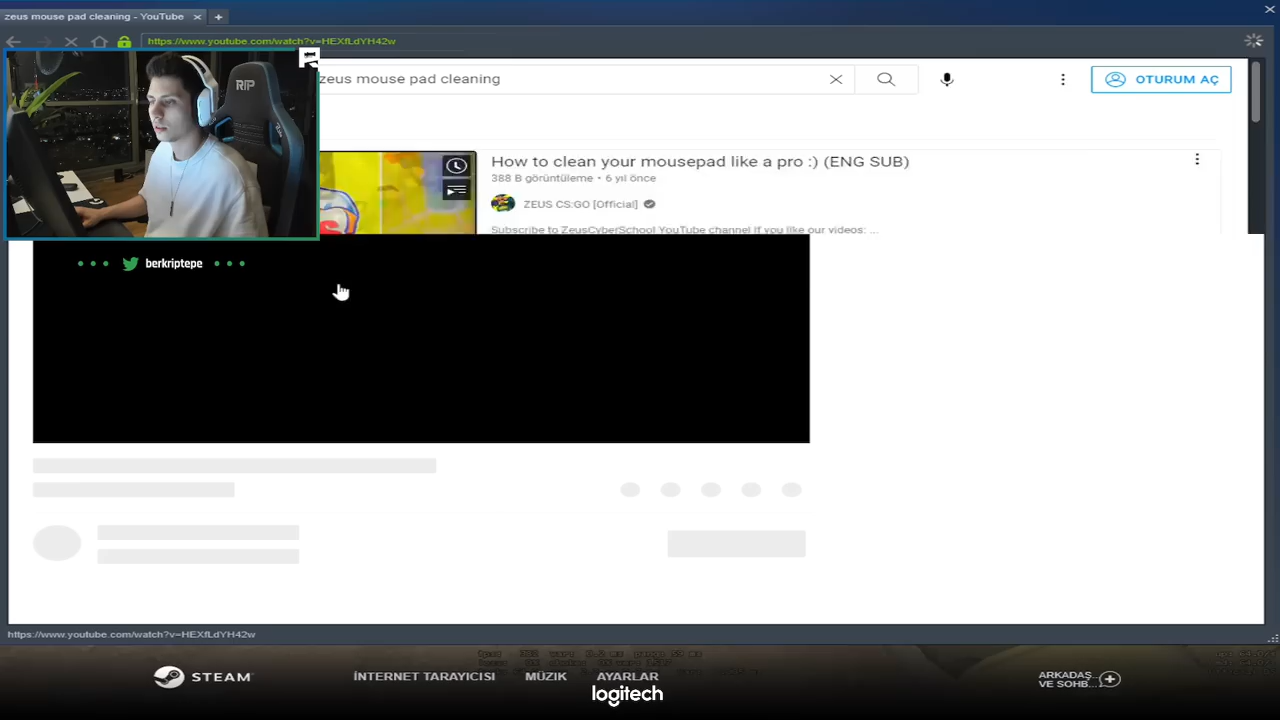 zeus mouse pad cleaning - YouTube
https://www.youtube.com/watch?v=HEXfLdYH42w
RIP
zeus mouse pad cleaning
OTURUM AÇ
How to clean your mousepad like a pro :) (ENG SUB)
388 B görüntüleme • 6 yıl önce
ZEUS CS:GO [Official]
Subscribe to ZeusCyberSchool YouTube channel If you like our videos: ...
berkriptepe
https://www.youtube.com/watch?v=HEXfLdYH42w
STEAM
İNTERNET TARAYICISI MÜZIK AYARLAR
ARKADAŞ...
VE SOHB...
logitech